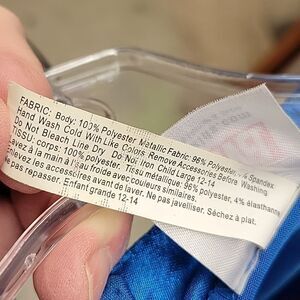 FABRIC: Body: 100% Polyester Metallic Fabric: 96% Polyester, 4% Spandex
Hand Wash Cold With Like Colors Remove Accessories Before Washing
Do Not Bleach Line Dry Do Not Iron Child Large 12-14
TISSU corps: 100% polyester. Tissu métallique: 96% polyester, 4% élasthanne
Lavez à la main à l'eau froide avec couleurs similaires.
Enlevez les accessoires avant de laver. Ne pas javelliser. Séchez à plat.
Ne pas repasser. Enfant grande 12-14